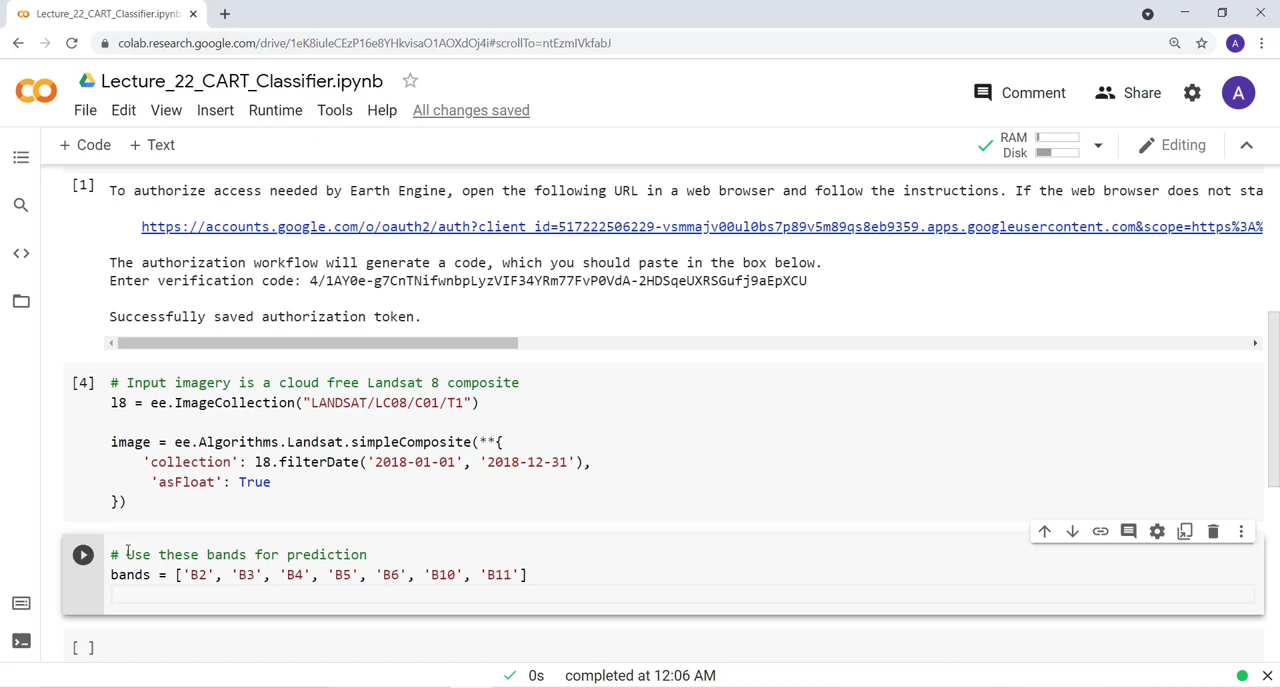 Lecture_22_CART_Classifier.ipynb
colab.research.google.com/drive/1eK8iuleCEzP16e8YHkvisaO1AOXdOj4i#scrollTo=ntEzmIVkfabJ
A
Lecture_22_CART_Classifier.ipynb
Comment
Share
A
File Edit View Insert Runtime Tools Help All changes saved
+ Code + Text
RAM
Disk
Editing
[1] To authorize access needed by Earth Engine, open the following URL in a web browser and follow the instructions. If the web browser does not sta
https://accounts.google.com/o/oauth2/auth?client_id=517222506229-vsmmajv00ul0bs7p89v5m89qs8eb9359.apps.googleusercontent.com&scope=https%3A%
The authorization workflow will generate a code, which you should paste in the box below.
Enter verification code: 4/1AY0e-g7CnTNifwnbpLyzVIF34YRm77FvP0VdA-2HDSqeUXRSGufj9aEpXCU
Successfully saved authorization token.
[4] # Input imagery is a cloud free Landsat 8 composite
l8 = ee.ImageCollection("LANDSAT/LC08/C01/T1")
image = ee.Algorithms.Landsat.simpleComposite(**{
'collection': l8.filterDate('2018-01-01', '2018-12-31'),
'asFloat': True
})
# Use these bands for prediction
bands = ['B2', 'B3', 'B4', 'B5', 'B6', 'B10', 'B11']
[ ]
0s completed at 12:06 AM